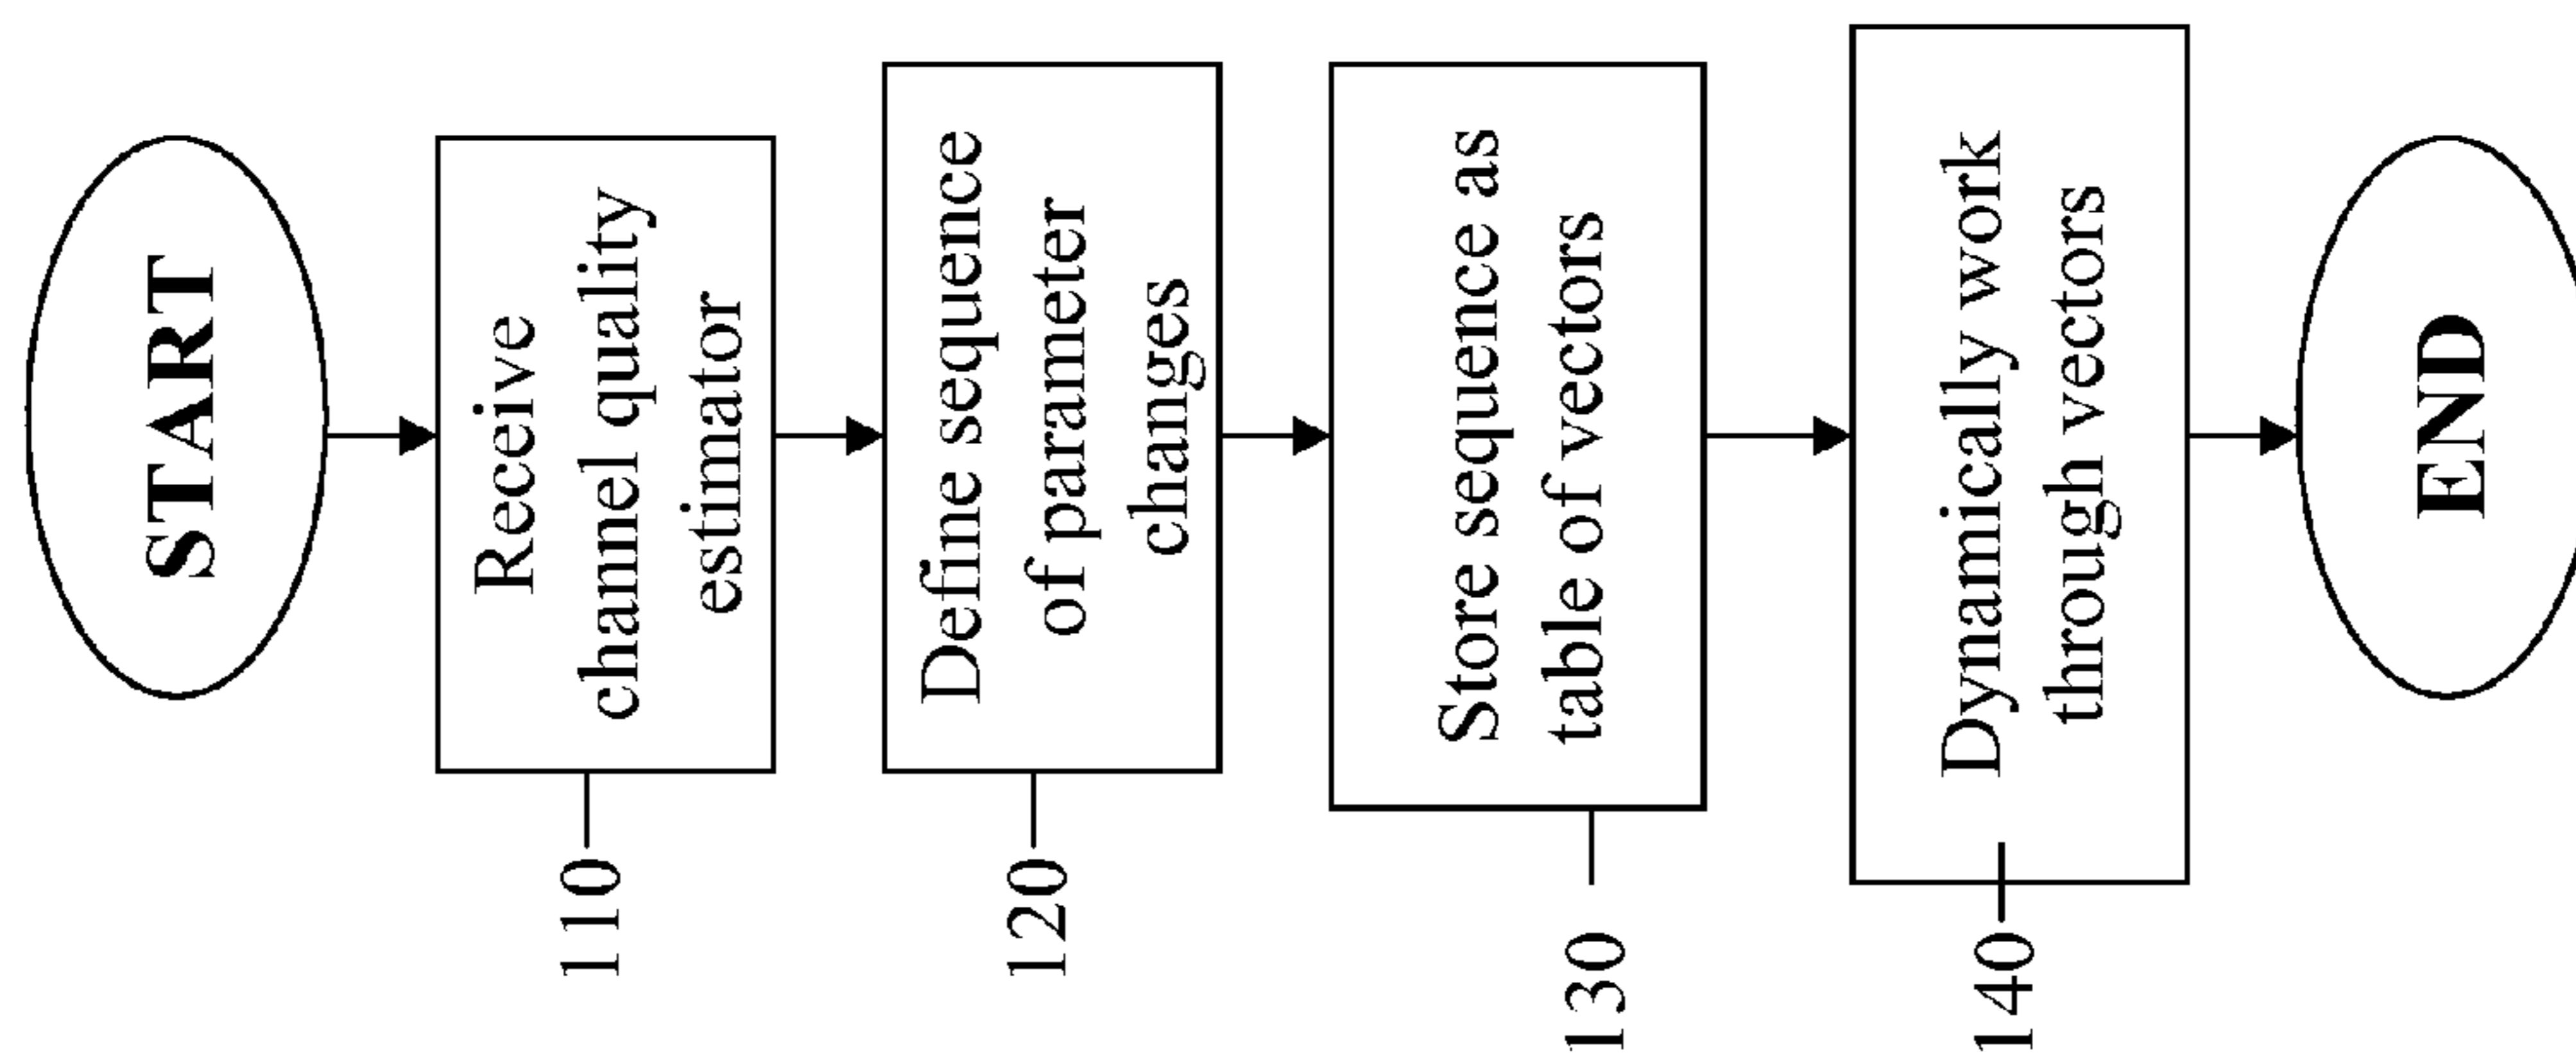 START
Receive
channel quality
estimator
110
Define sequence
of parameter
changes
120
Store sequence as
table of vectors
130
Dynamically work
through vectors
140
END